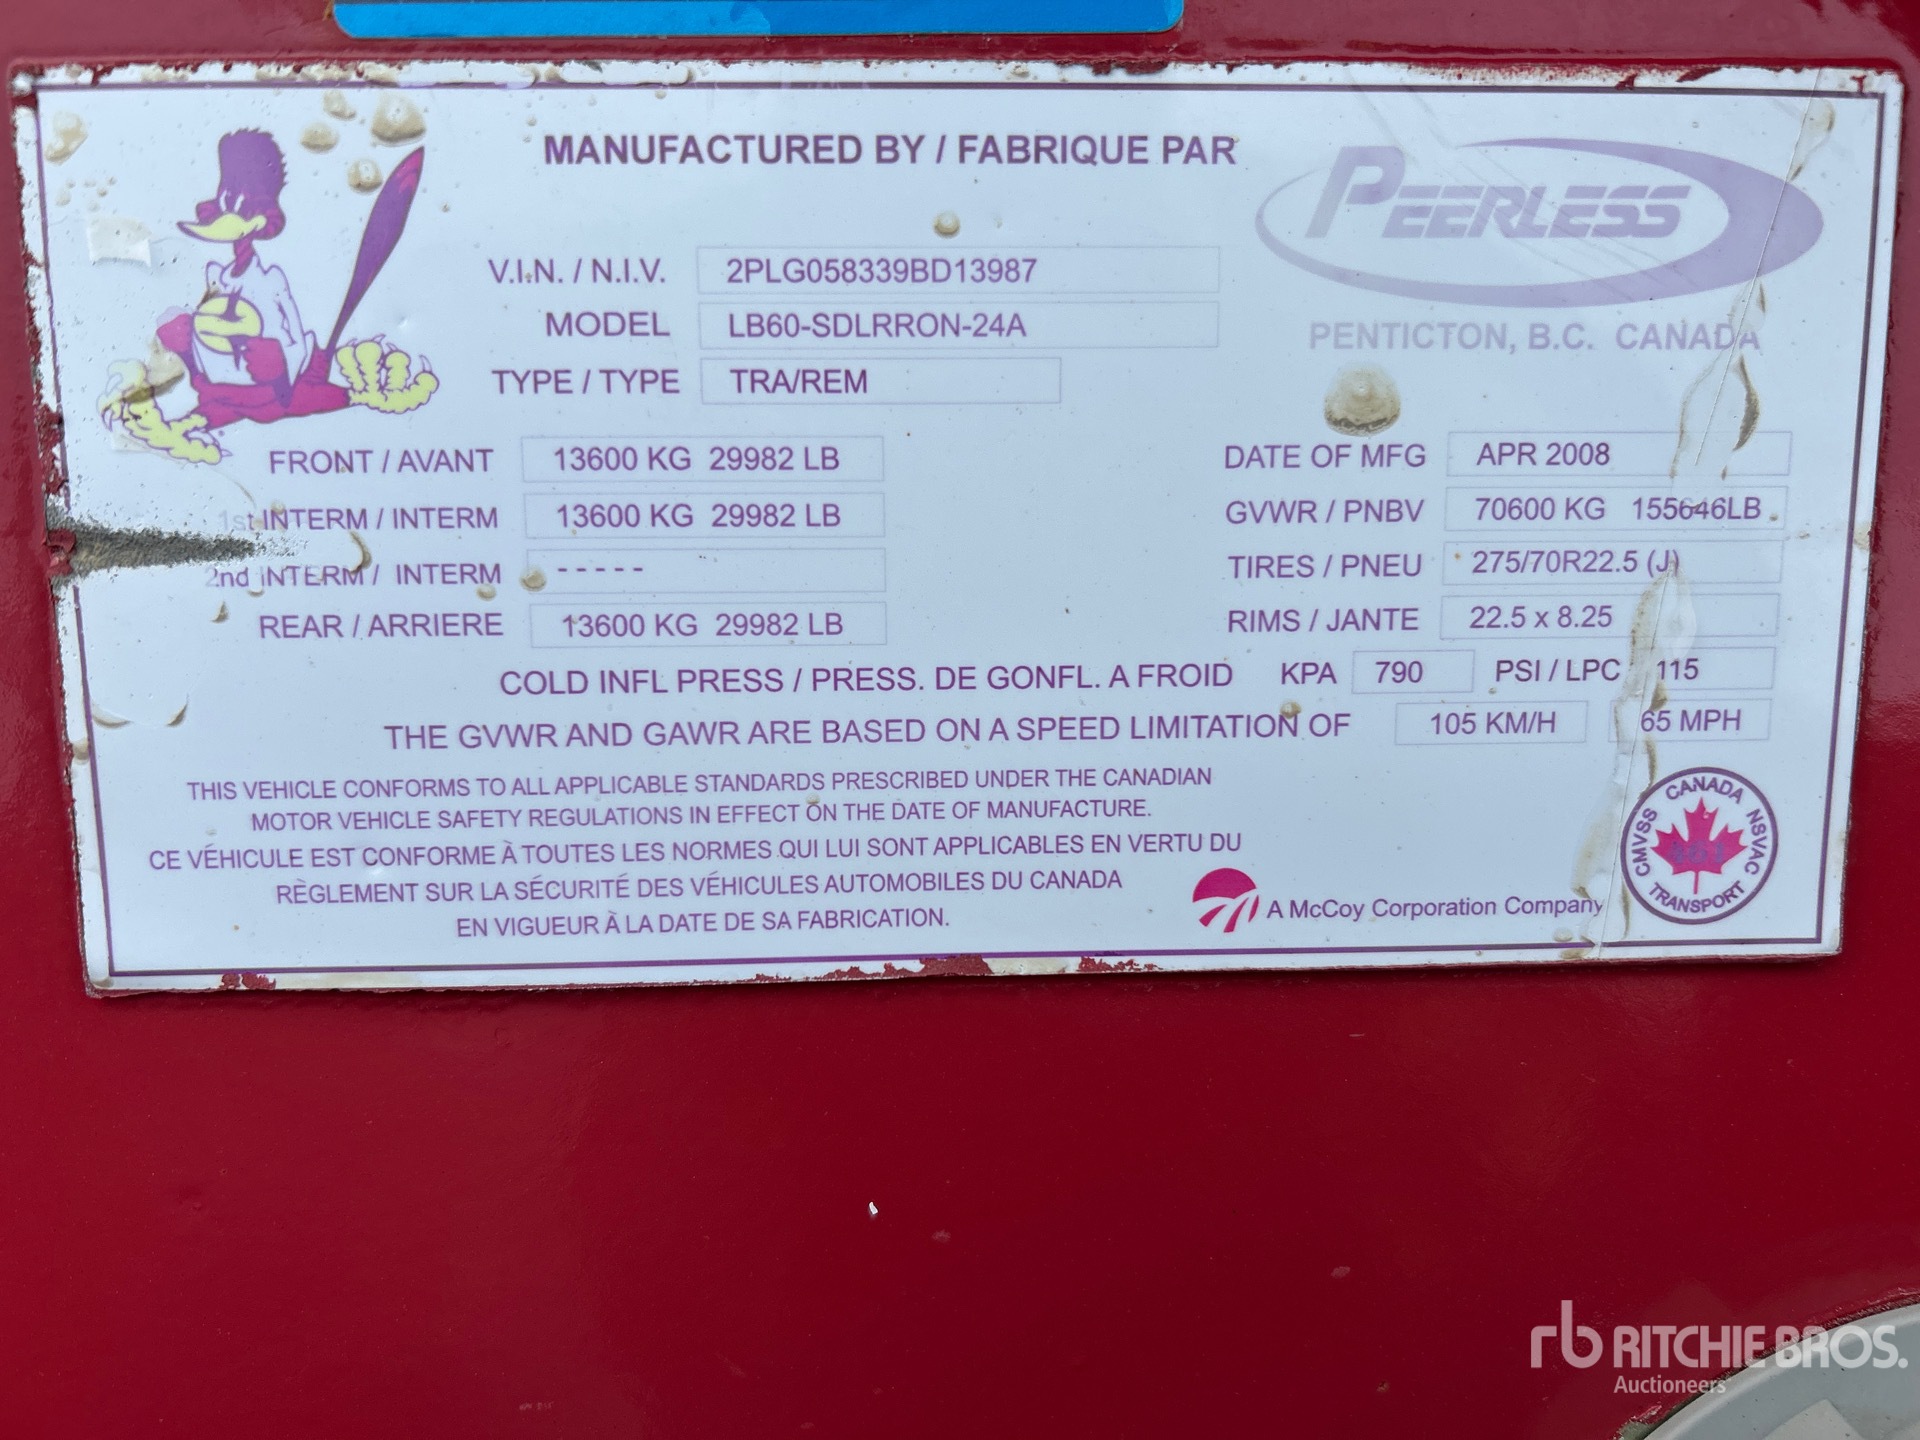 MANUFACTURED BY / FABRIQUE PAR
PEERLESS
PENTICTON, B.C. CANADA
V.I.N. / N.I.V. 2PLG058339BD13987
MODEL LB60-SDLRRON-24A
TYPE / TYPE TRA/REM
FRONT / AVANT 13600 KG 29982 LB
1st INTERM / INTERM 13600 KG 29982 LB
2nd INTERM / INTERM - - - - -
REAR / ARRIERE 13600 KG 29982 LB
DATE OF MFG APR 2008
GVWR / PNBV 70600 KG 155646LB
TIRES / PNEU 275/70R22.5 (J)
RIMS / JANTE 22.5 x 8.25
COLD INFL PRESS / PRESS. DE GONFL. A FROID KPA 790 PSI / LPC 115
THE GVWR AND GAWR ARE BASED ON A SPEED LIMITATION OF 105 KM/H 65 MPH
THIS VEHICLE CONFORMS TO ALL APPLICABLE STANDARDS PRESCRIBED UNDER THE CANADIAN
MOTOR VEHICLE SAFETY REGULATIONS IN EFFECT ON THE DATE OF MANUFACTURE.
CE VÉHICULE EST CONFORME À TOUTES LES NORMES QUI LUI SONT APPLICABLES EN VERTU DU
RÈGLEMENT SUR LA SÉCURITÉ DES VÉHICULES AUTOMOBILES DU CANADA
EN VIGUEUR À LA DATE DE SA FABRICATION.
A McCoy Corporation Company
CANADA
CMVSS
NSVAC
TRANSPORT
rb RITCHIE BROS.
Auctioneers